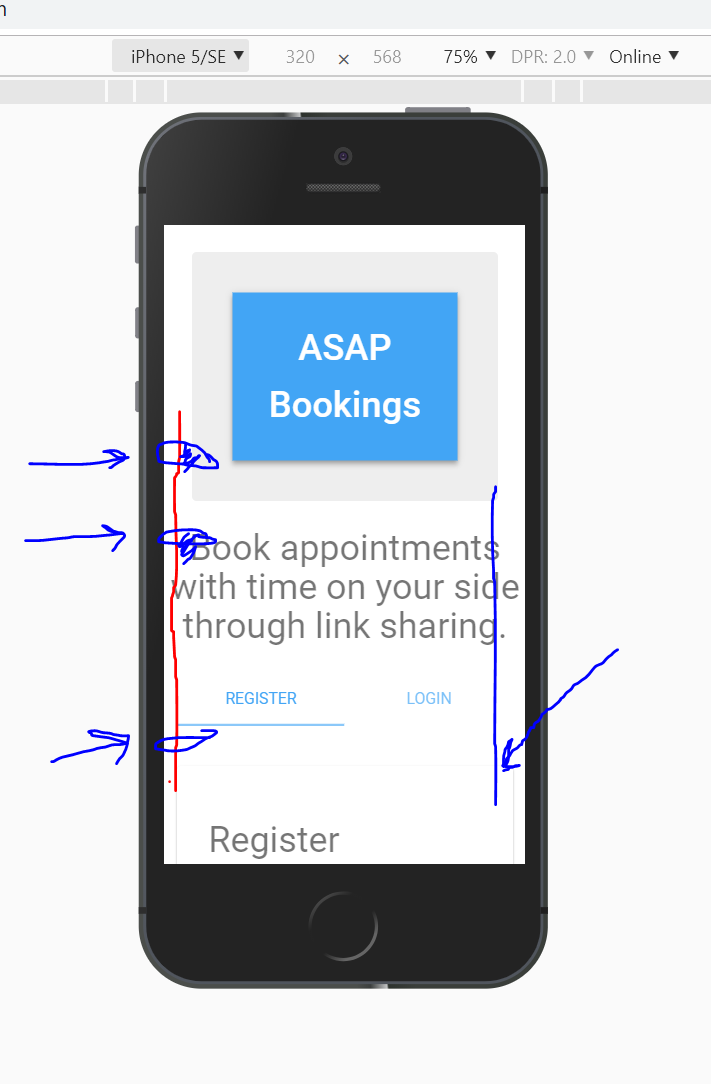 n
iPhone 5/SE ▼ 320 × 568 75% ▼ DPR: 2.0 ▼ Online ▼
ASAP
Bookings
Book appointments
with time on your side
through link sharing.
REGISTER LOGIN
Register